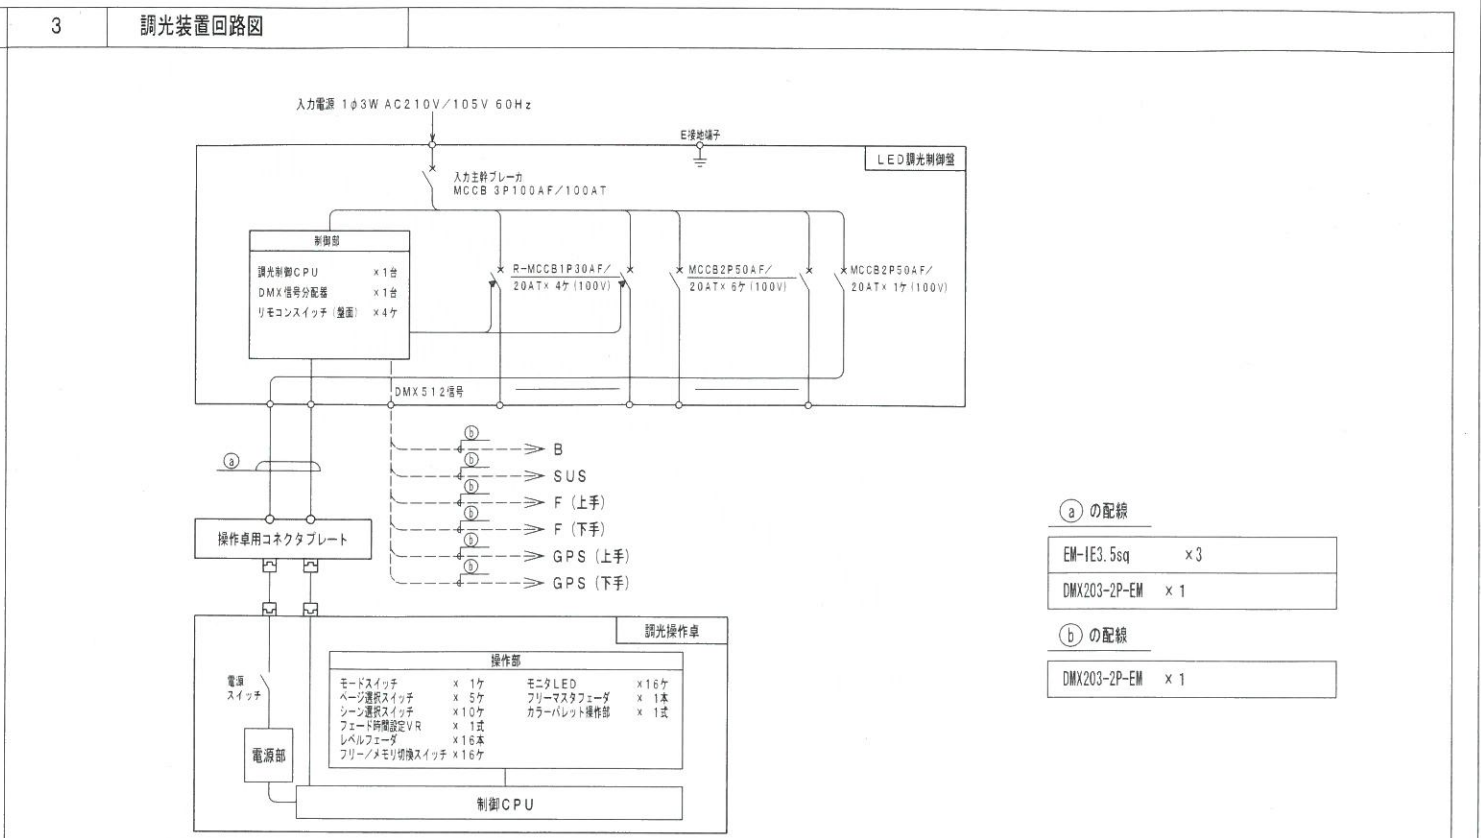 3 調光装置回路図
入力電源 1φ3W AC210V/105V 60Hz
E接地端子
LED調光制御盤
入力主幹ブレーカ
MCCB 3P100AF/100AT
制御部
調光制御CPU ×1台
DMX信号分配器 ×1台
リモコンスイッチ(盤面) ×4ケ
R-MCCB1P30AF/
20AT× 4ケ(100V)
MCCB2P50AF/
20AT× 6ケ(100V)
MCCB2P50AF/
20AT× 1ケ(100V)
DMX512信号
ⓑ
B
ⓑ
SUS
ⓐ
ⓑ
F(上手)
ⓑ
F(下手)
ⓑ
GPS(上手)
ⓑ
GPS(下手)
操作卓用コネクタプレート
ⓐの配線
EM-IE3.5sq ×3
DMX203-2P-EM ×1
ⓑの配線
DMX203-2P-EM ×1
調光操作卓
操作部
モードスイッチ × 1ケ
ページ選択スイッチ × 5ケ
シーン選択スイッチ ×10ケ
フェード時間設定VR × 1式
レベルフェーダ ×16本
フリー/メモリ切換スイッチ ×16ケ
モニタLED ×16ケ
フリーマスタフェーダ × 1本
カラーパレット操作部 × 1式
電源
スイッチ
電源部
制御CPU